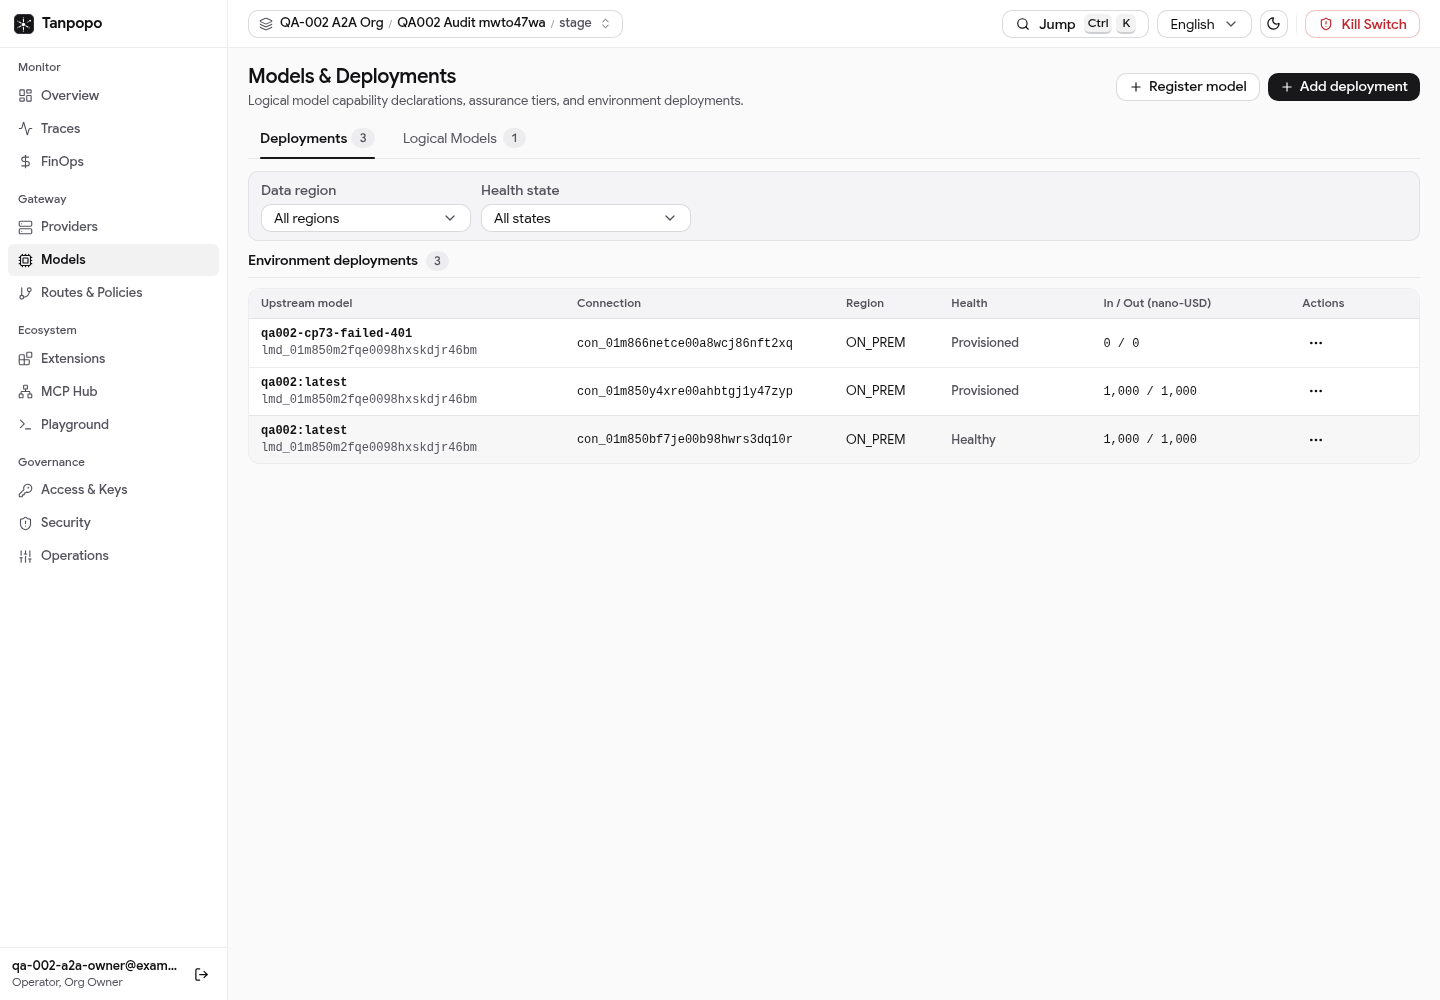 Tanpopo
QA-002 A2A Org / QA002 Audit mwto47wa / stage
Jump Ctrl K
English
Kill Switch
Monitor
Overview
Traces
FinOps
Gateway
Providers
Models
Routes & Policies
Ecosystem
Extensions
MCP Hub
Playground
Governance
Access & Keys
Security
Operations
qa-002-a2a-owner@exam...
Operator, Org Owner
Models & Deployments
Logical model capability declarations, assurance tiers, and environment deployments.
+ Register model
+ Add deployment
Deployments 3
Logical Models 1
Data region
All regions
Health state
All states
Environment deployments 3
Upstream model Connection Region Health In / Out (nano-USD) Actions
qa002-cp73-failed-401
lmd_01m850m2fqe0098hxskdjr46bm
con_01m866netce00a8wcj86nft2xq ON_PREM Provisioned 0 / 0 ...
qa002:latest
lmd_01m850m2fqe0098hxskdjr46bm
con_01m850y4xre00ahbtgj1y47zyp ON_PREM Provisioned 1,000 / 1,000 ...
qa002:latest
lmd_01m850m2fqe0098hxskdjr46bm
con_01m850bf7je00b98hwrs3dq10r ON_PREM Healthy 1,000 / 1,000 ...